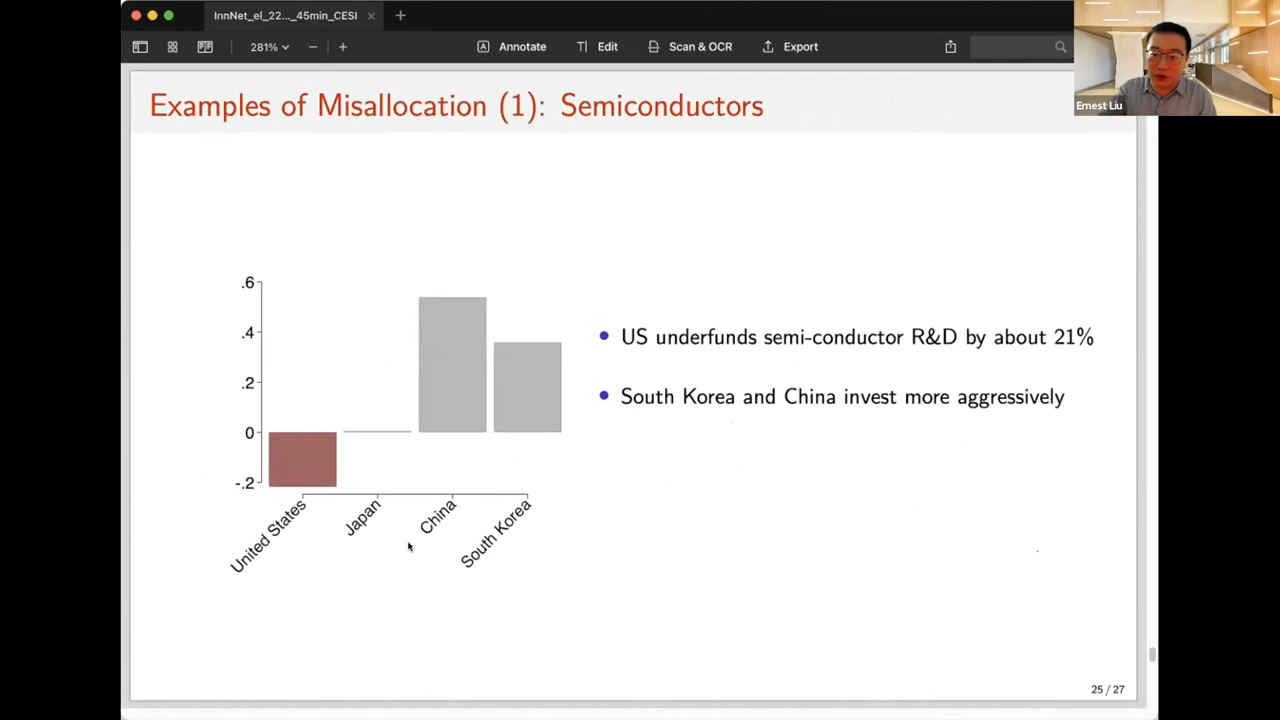 InnNet_el_22..._45min_CESI
281%
Annotate
Edit
Scan & OCR
Export
Ernest Liu
Examples of Misallocation (1): Semiconductors
.6
.4
.2
0
-.2
United States
Japan
China
South Korea
• US underfunds semi-conductor R&D by about 21%
• South Korea and China invest more aggressively
25 / 27